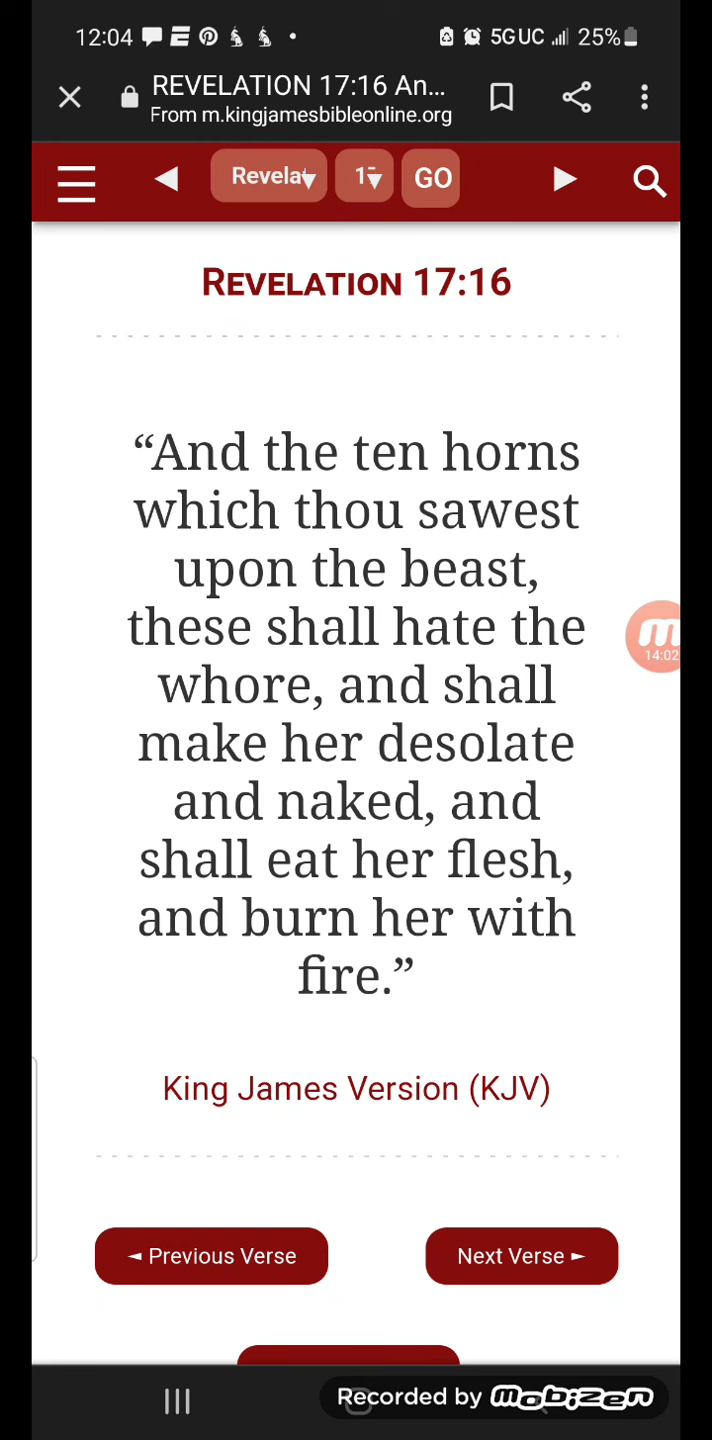 12:04 5GUC 25%
REVELATION 17:16 An...
From m.kingjamesbibleonline.org
Revela 1 GO
REVELATION 17:16
“And the ten horns
which thou sawest
upon the beast,
these shall hate the
whore, and shall
make her desolate
and naked, and
shall eat her flesh,
and burn her with
fire.”
14:02
King James Version (KJV)
◄ Previous Verse
Next Verse ►
Recorded by mobizen